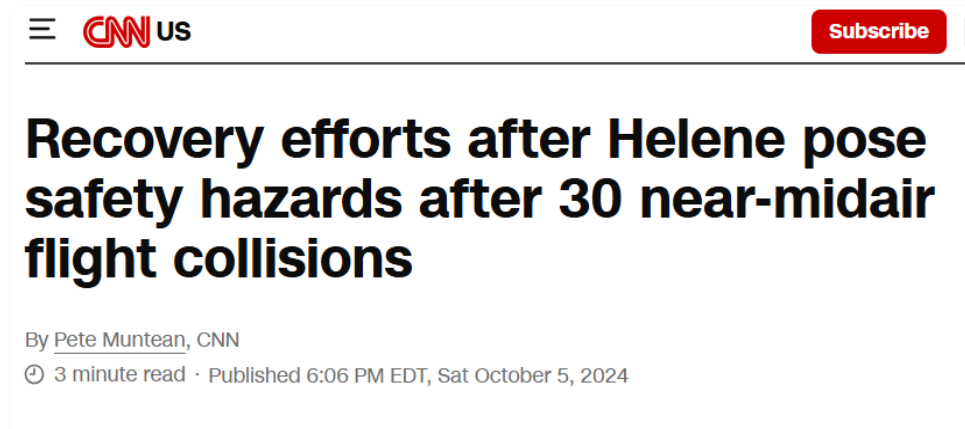 CNN US
Subscribe
Recovery efforts after Helene pose
safety hazards after 30 near-midair
flight collisions
By Pete Muntean, CNN
3 minute read · Published 6:06 PM EDT, Sat October 5, 2024